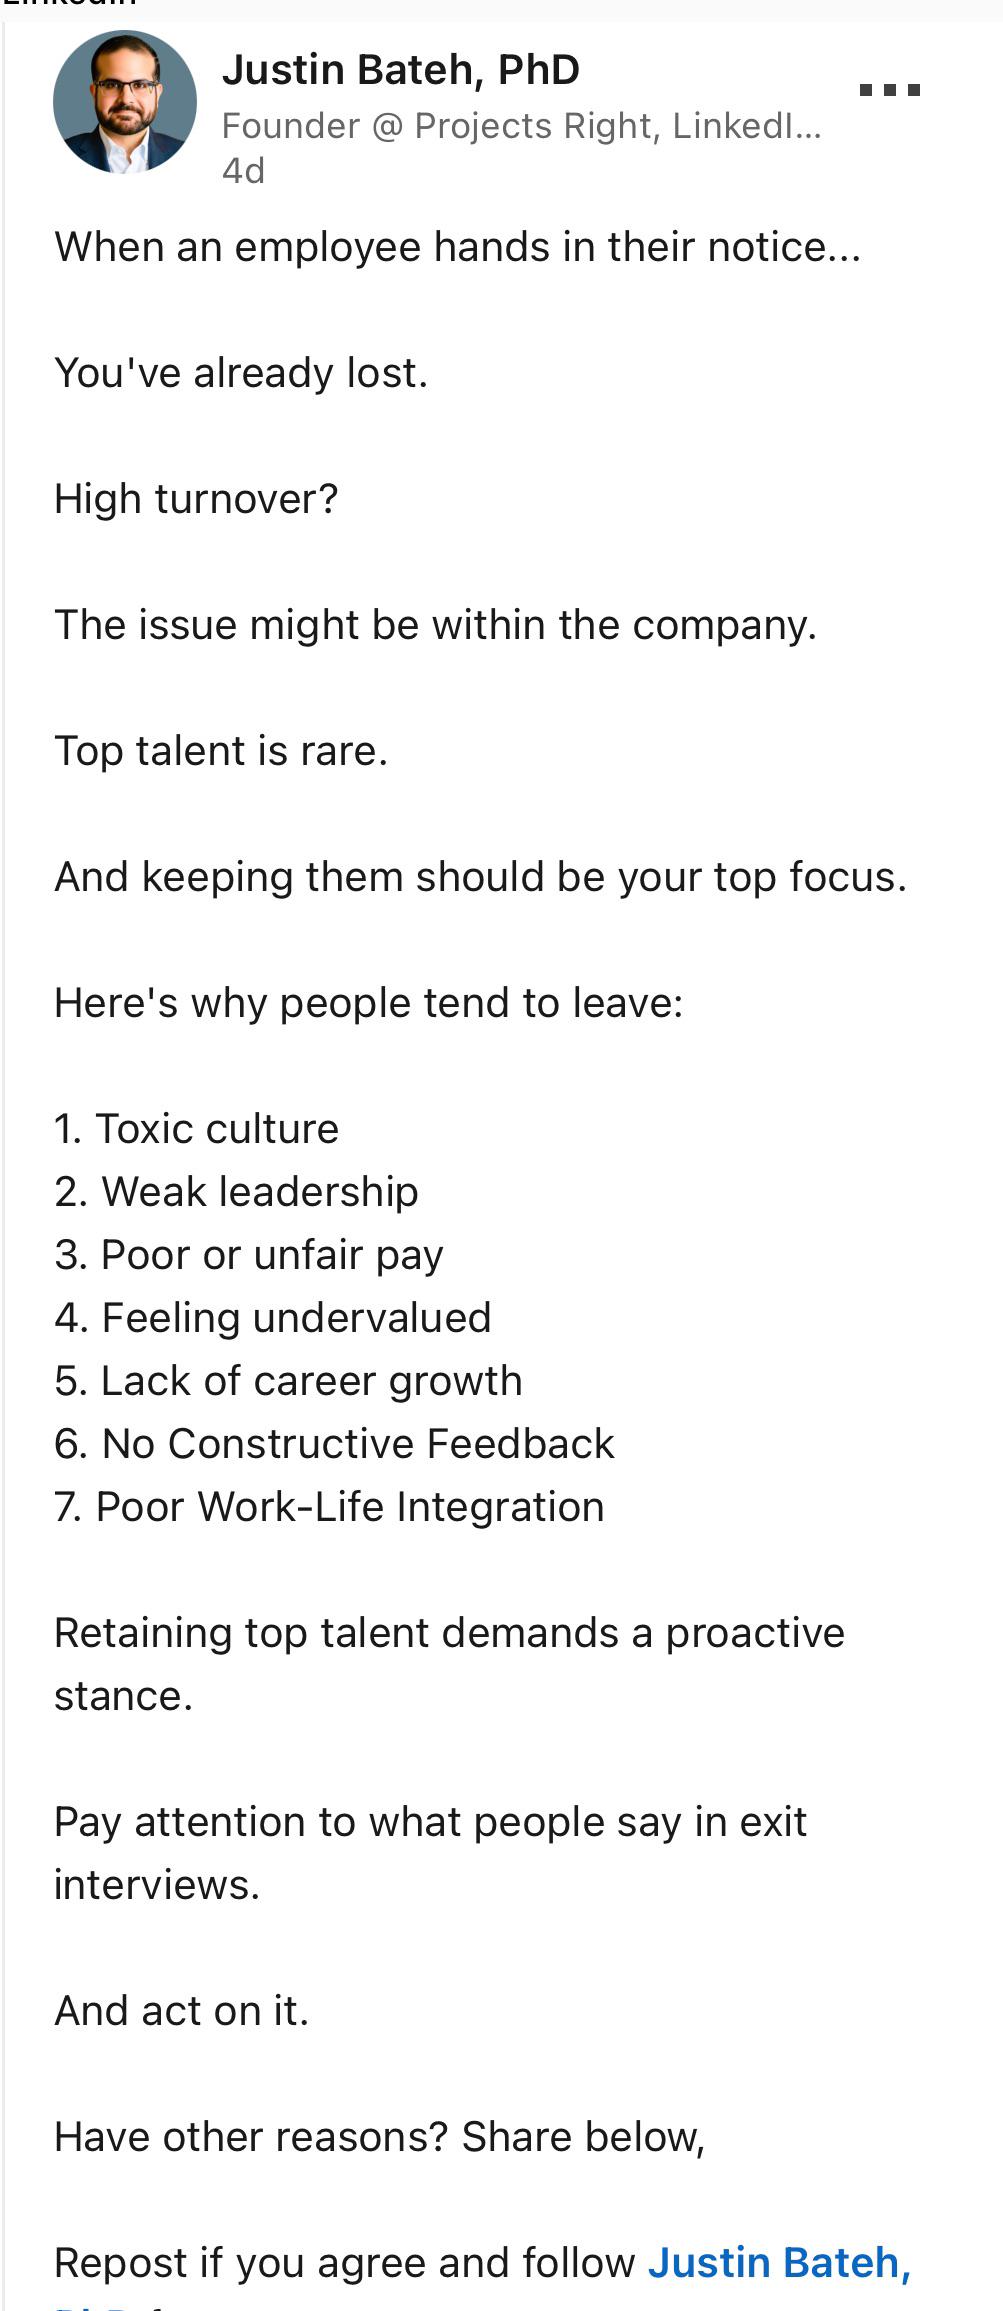 Justin Bateh, PhD
Founder @ Projects Right, LinkedI...
4d
When an employee hands in their notice...
You've already lost.
High turnover?
The issue might be within the company.
Top talent is rare.
And keeping them should be your top focus.
Here's why people tend to leave:
1. Toxic culture
2. Weak leadership
3. Poor or unfair pay
4. Feeling undervalued
5. Lack of career growth
6. No Constructive Feedback
7. Poor Work-Life Integration
Retaining top talent demands a proactive
stance.
Pay attention to what people say in exit
interviews.
And act on it.
Have other reasons? Share below,
Repost if you agree and follow Justin Bateh,